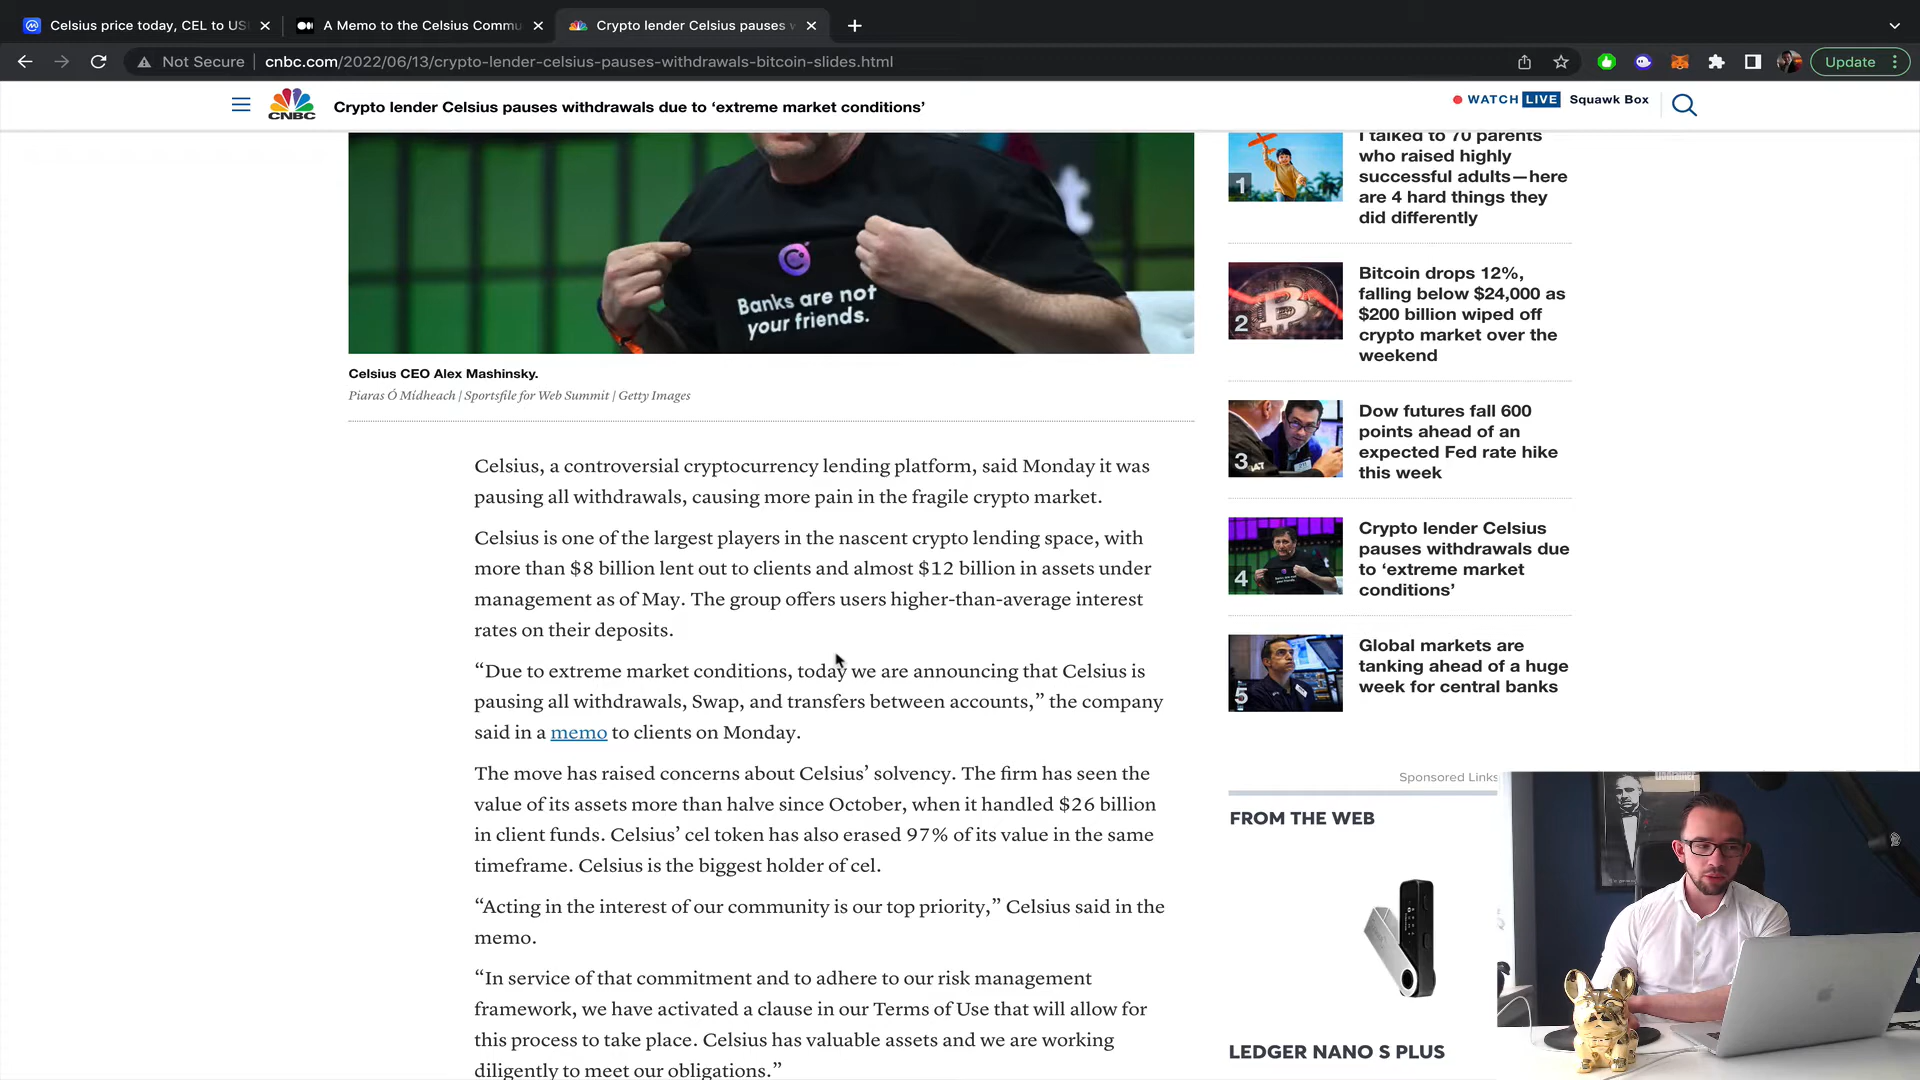 Celsius price today, CEL to US
A Memo to the Celsius Commu
Crypto lender Celsius pauses w
Not Secure
cnbc.com/2022/06/13/crypto-lender-celsius-pauses-withdrawals-bitcoin-slides.html
Update
CNBC
Crypto lender Celsius pauses withdrawals due to ‘extreme market conditions’
WATCH LIVE
Squawk Box
Banks are not
your friends.
Celsius CEO Alex Mashinsky.
Piaras Ó Mídheach | Sportsfile for Web Summit | Getty Images
Celsius, a controversial cryptocurrency lending platform, said Monday it was
pausing all withdrawals, causing more pain in the fragile crypto market.
Celsius is one of the largest players in the nascent crypto lending space, with
more than $8 billion lent out to clients and almost $12 billion in assets under
management as of May. The group offers users higher-than-average interest
rates on their deposits.
“Due to extreme market conditions, today we are announcing that Celsius is
pausing all withdrawals, Swap, and transfers between accounts,” the company
said in a memo to clients on Monday.
The move has raised concerns about Celsius’ solvency. The firm has seen the
value of its assets more than halve since October, when it handled $26 billion
in client funds. Celsius’ cel token has also erased 97% of its value in the same
timeframe. Celsius is the biggest holder of cel.
“Acting in the interest of our community is our top priority,” Celsius said in the
memo.
“In service of that commitment and to adhere to our risk management
framework, we have activated a clause in our Terms of Use that will allow for
this process to take place. Celsius has valuable assets and we are working
diligently to meet our obligations.”
1
I talked to 70 parents
who raised highly
successful adults—here
are 4 hard things they
did differently
2
Bitcoin drops 12%,
falling below $24,000 as
$200 billion wiped off
crypto market over the
weekend
3
Dow futures fall 600
points ahead of an
expected Fed rate hike
this week
4
Crypto lender Celsius
pauses withdrawals due
to ‘extreme market
conditions’
5
Global markets are
tanking ahead of a huge
week for central banks
Sponsored Links
FROM THE WEB
LEDGER NANO S PLUS